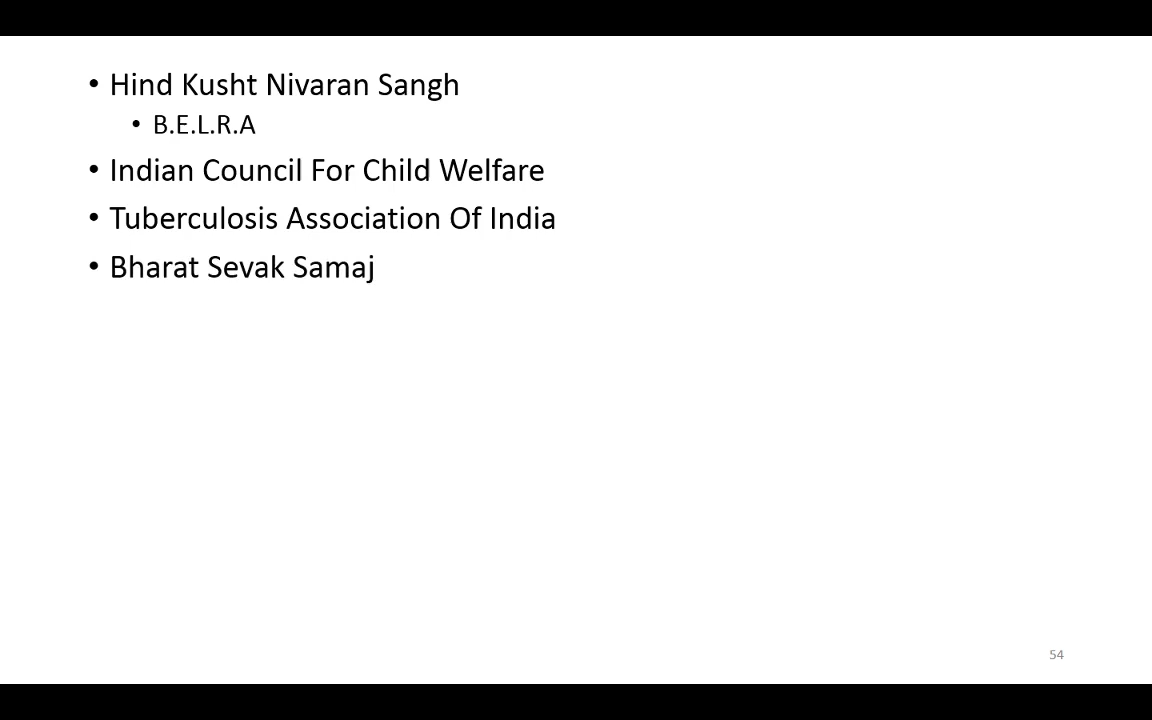 • Hind Kusht Nivaran Sangh
• B.E.L.R.A
• Indian Council For Child Welfare
• Tuberculosis Association Of India
• Bharat Sevak Samaj
54